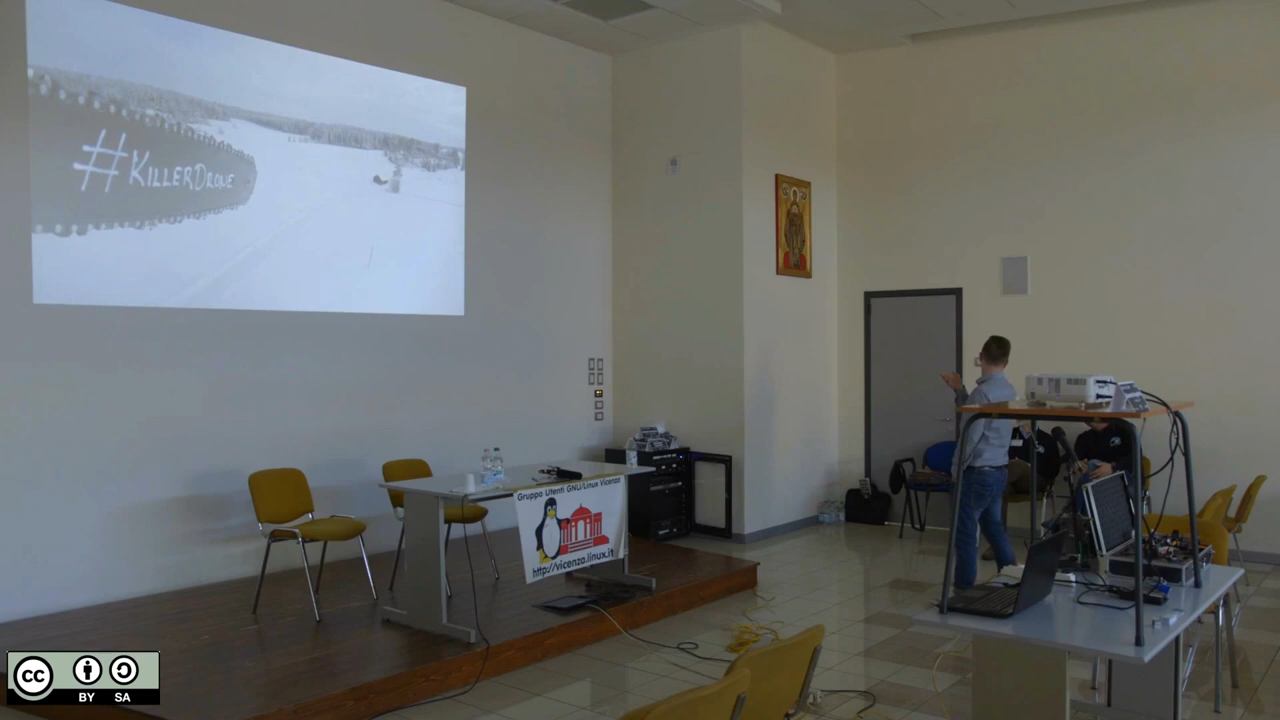 #KILLERDRONE
Gruppo Utenti GNU/Linux Vicenza
http://vicenza.linux.it
cc
BY SA